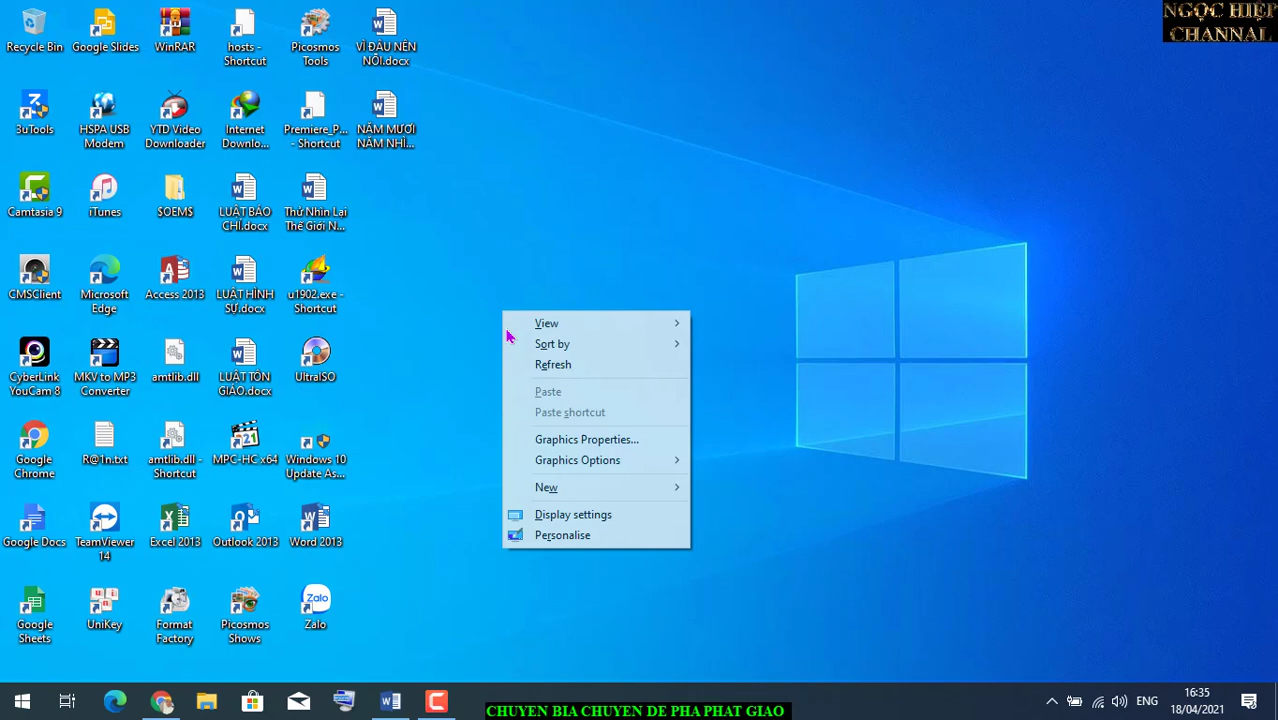 NGỌC HIỆP
CHANNAL
Recycle Bin
Google Slides
WinRAR
hosts -
Shortcut
Picosmos
Tools
VÌ ĐÂU NÊN
NỖI.docx
3uTools
HSPA USB
Modem
YTD Video
Downloader
Internet
Downlo...
Premiere_P...
- Shortcut
NĂM MƯƠI
NĂM NHÌ...
Camtasia 9
iTunes
$OEM$
LUẬT BÁO
CHÍ.docx
Thử Nhìn Lại
Thế Giới N...
CMSClient
Microsoft
Edge
Access 2013
LUẬT HÌNH
SỰ.docx
u1902.exe -
Shortcut
CyberLink
YouCam 8
MKV to MP3
Converter
amtlib.dll
LUẬT TÔN
GIÁO.docx
UltraISO
Google
Chrome
R@1n.txt
amtlib.dll -
Shortcut
MPC-HC x64
Windows 10
Update As...
Google Docs
TeamViewer
14
Excel 2013
Outlook 2013
Word 2013
Google
Sheets
UniKey
Format
Factory
Picosmos
Shows
Zalo
View
Sort by
Refresh
Paste
Paste shortcut
Graphics Properties...
Graphics Options
New
Display settings
Personalise
ENG
16:35
18/04/2021
CHUYEN BIA CHUYEN DE PHA PHAT GIAO